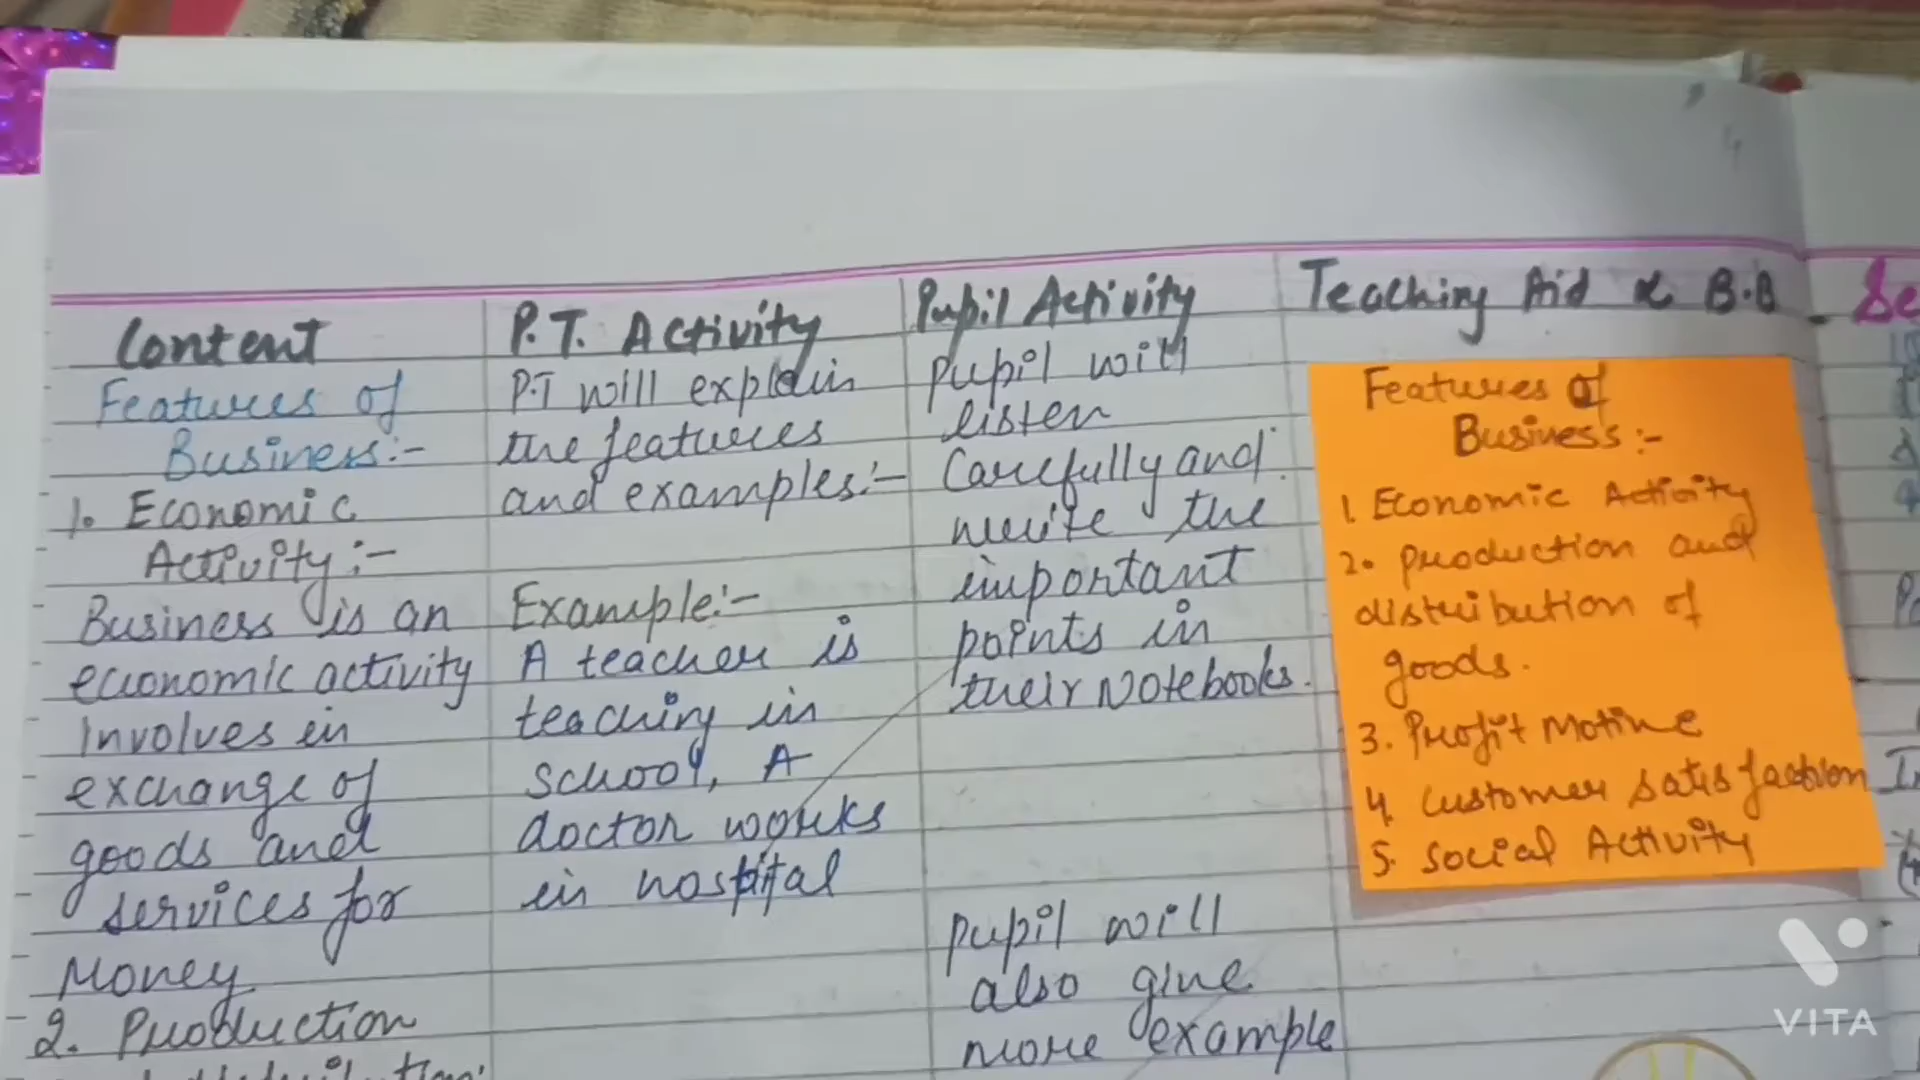 Content
Features of
Business:-
1. Economic
Activity:-
Business is an
economic activity
Involves in
exchange of
goods and
services for
Money
2. Production
P.T. Activity
P.T will explain
the features
and examples:-
Example:-
A teacher is
teaching in
school, A
doctor works
in hospital
Pupil Activity
Pupil will
listen
Carefully and
write the
important
points in
their Notebooks.
Pupil will
also give
more example
Teaching Aid & B.B
Features of
Business:-
1. Economic Activity
2. Production and
distribution of
goods.
3. Profit Motive
4. Customer satisfaction
5. Social Activity
VITA